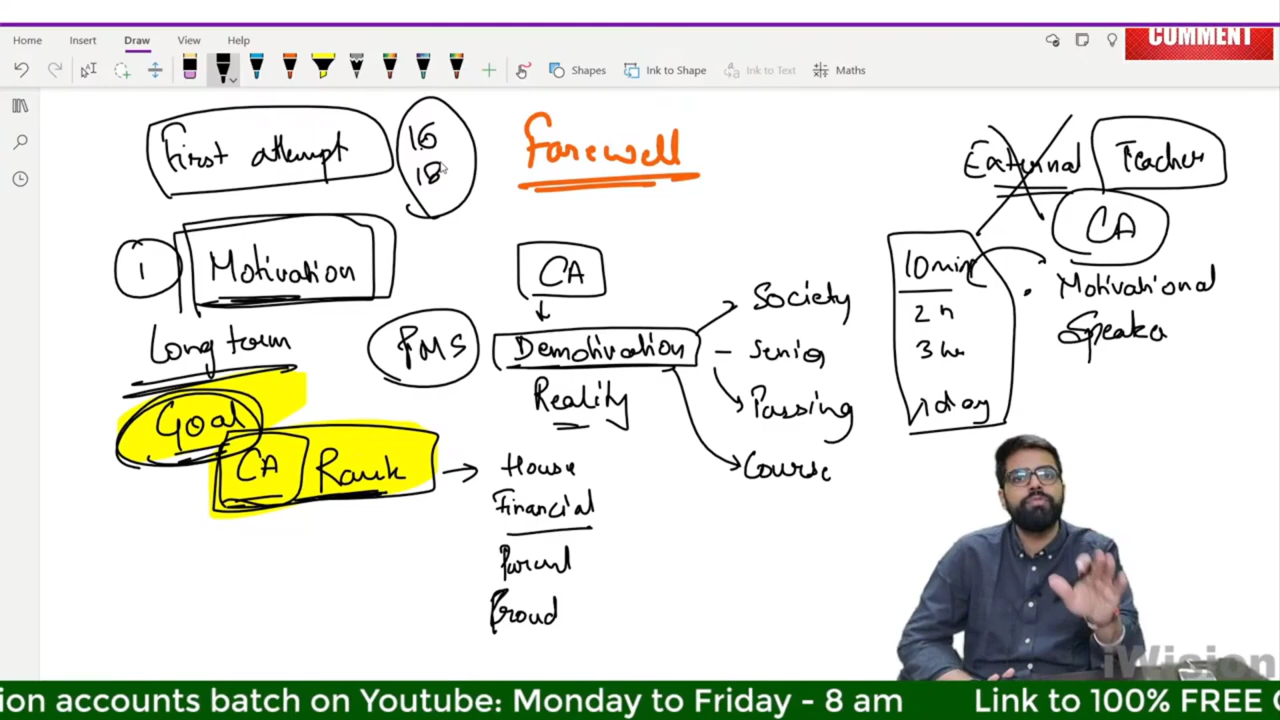 COMMENT
Home Insert Draw View Help
Shapes Ink to Shape Ink to Text Maths
First attempt
16
18
Farewell
External Teacher
CA
1 Motivation
Long term
Goal
CA Rank
FMS
CA
Demotivation
Reality
House
Financial
Parent
Proud
Society
Senior
Passing
Course
10 min
2 h
3 hr
1 day
Motivational
Speaker
iWision
ion accounts batch on Youtube: Monday to Friday - 8 am Link to 100% FREE